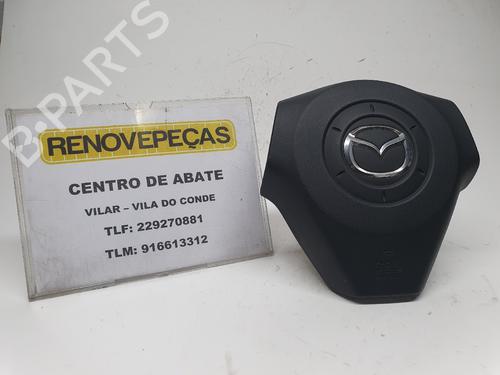 B-PARTS
RENOVEPEÇAS
CENTRO DE ABATE
VILAR – VILA DO CONDE
TLF: 229270881
TLM: 916613312